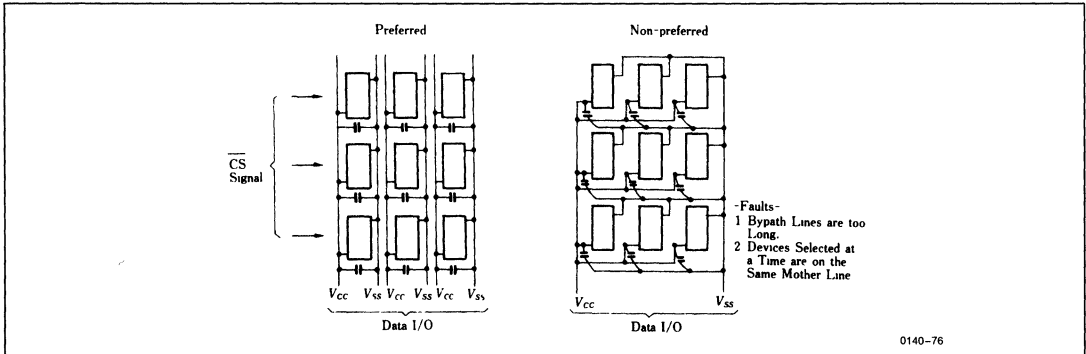 Preferred
Non-preferred
CS
Signal
-Faults-
1 Bypath Lines are too
Long.
2 Devices Selected at
a Time are on the
Same Mother Line
VCC VSS VCC VSS VCC VSS
Data I/O
VCC VSS
Data I/O
0140-76